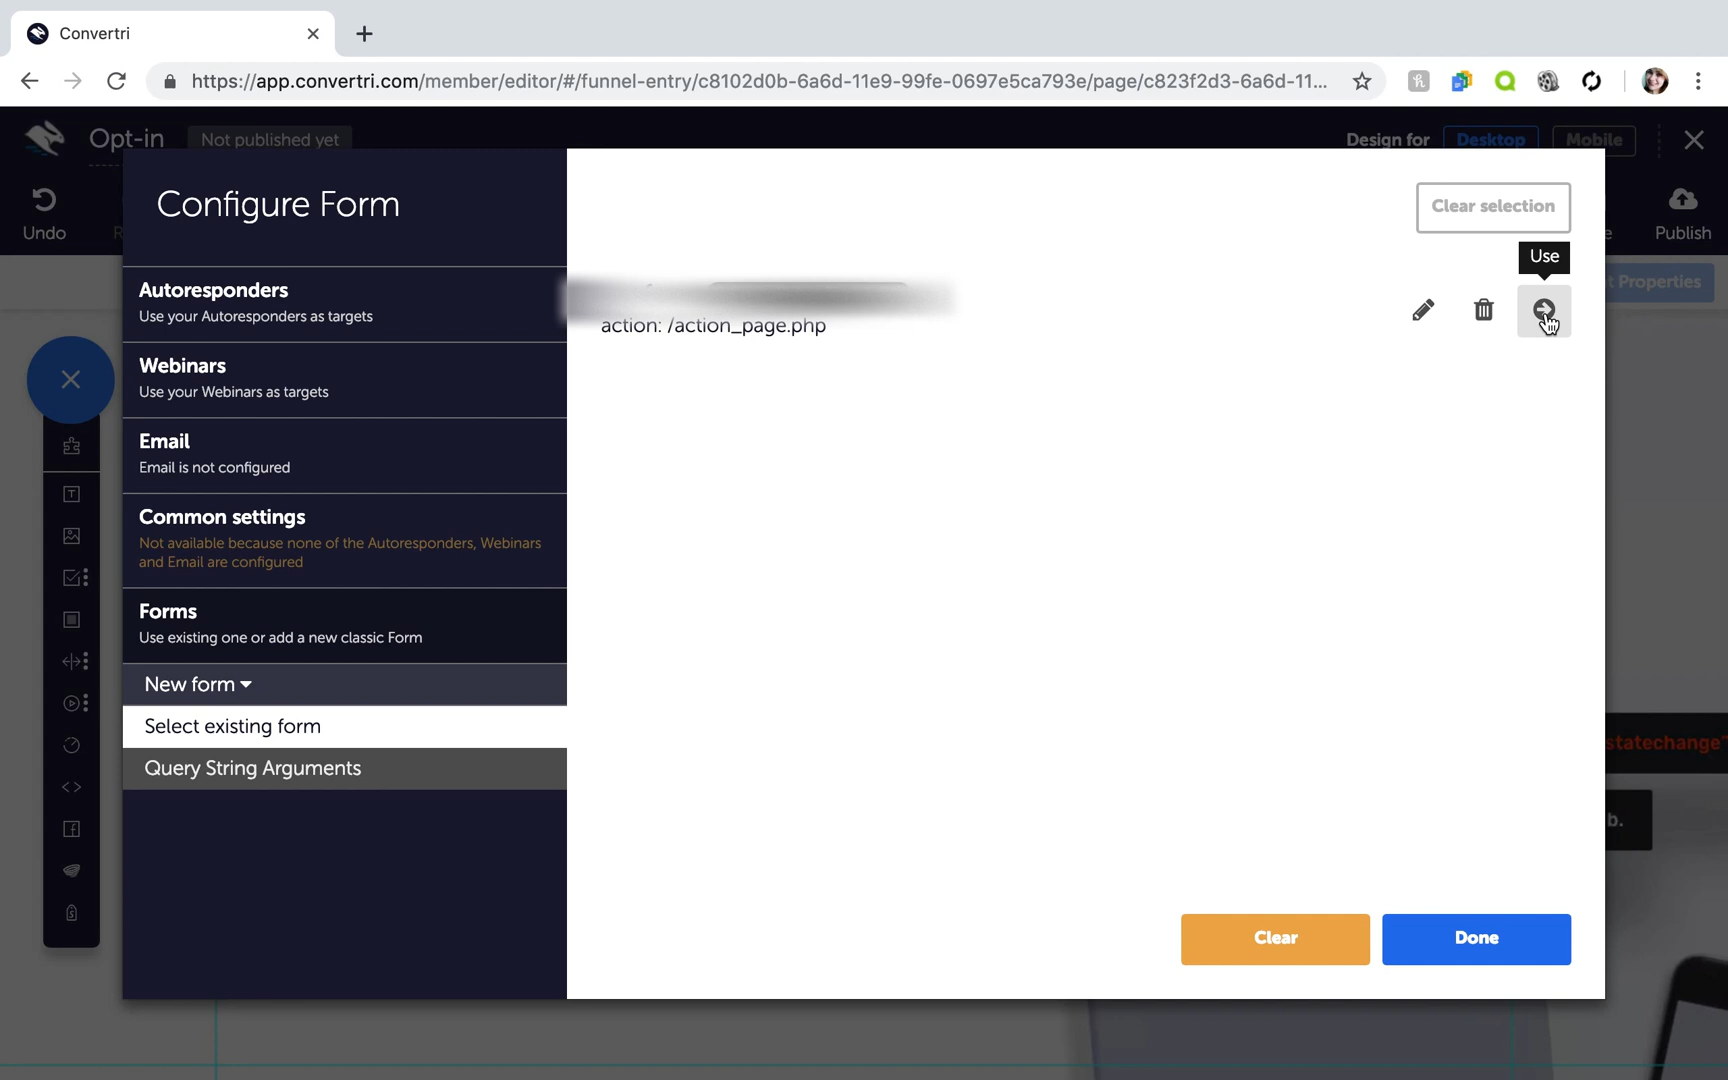 Convertri
https://app.convertri.com/member/editor/#/funnel-entry/c8102d0b-6a6d-11e9-99fe-0697e5ca793e/page/c823f2d3-6a6d-11...
Opt-in
Not published yet
Design for
Desktop
Mobile
Undo
R
e
Publish
Configure Form
Clear selection
Use
t Properties
Autoresponders
Use your Autoresponders as targets
action: /action_page.php
Webinars
Use your Webinars as targets
Email
Email is not configured
Common settings
Not available because none of the Autoresponders, Webinars
and Email are configured
Forms
Use existing one or add a new classic Form
New form
Select existing form
Query String Arguments
statechange"
b.
Clear
Done